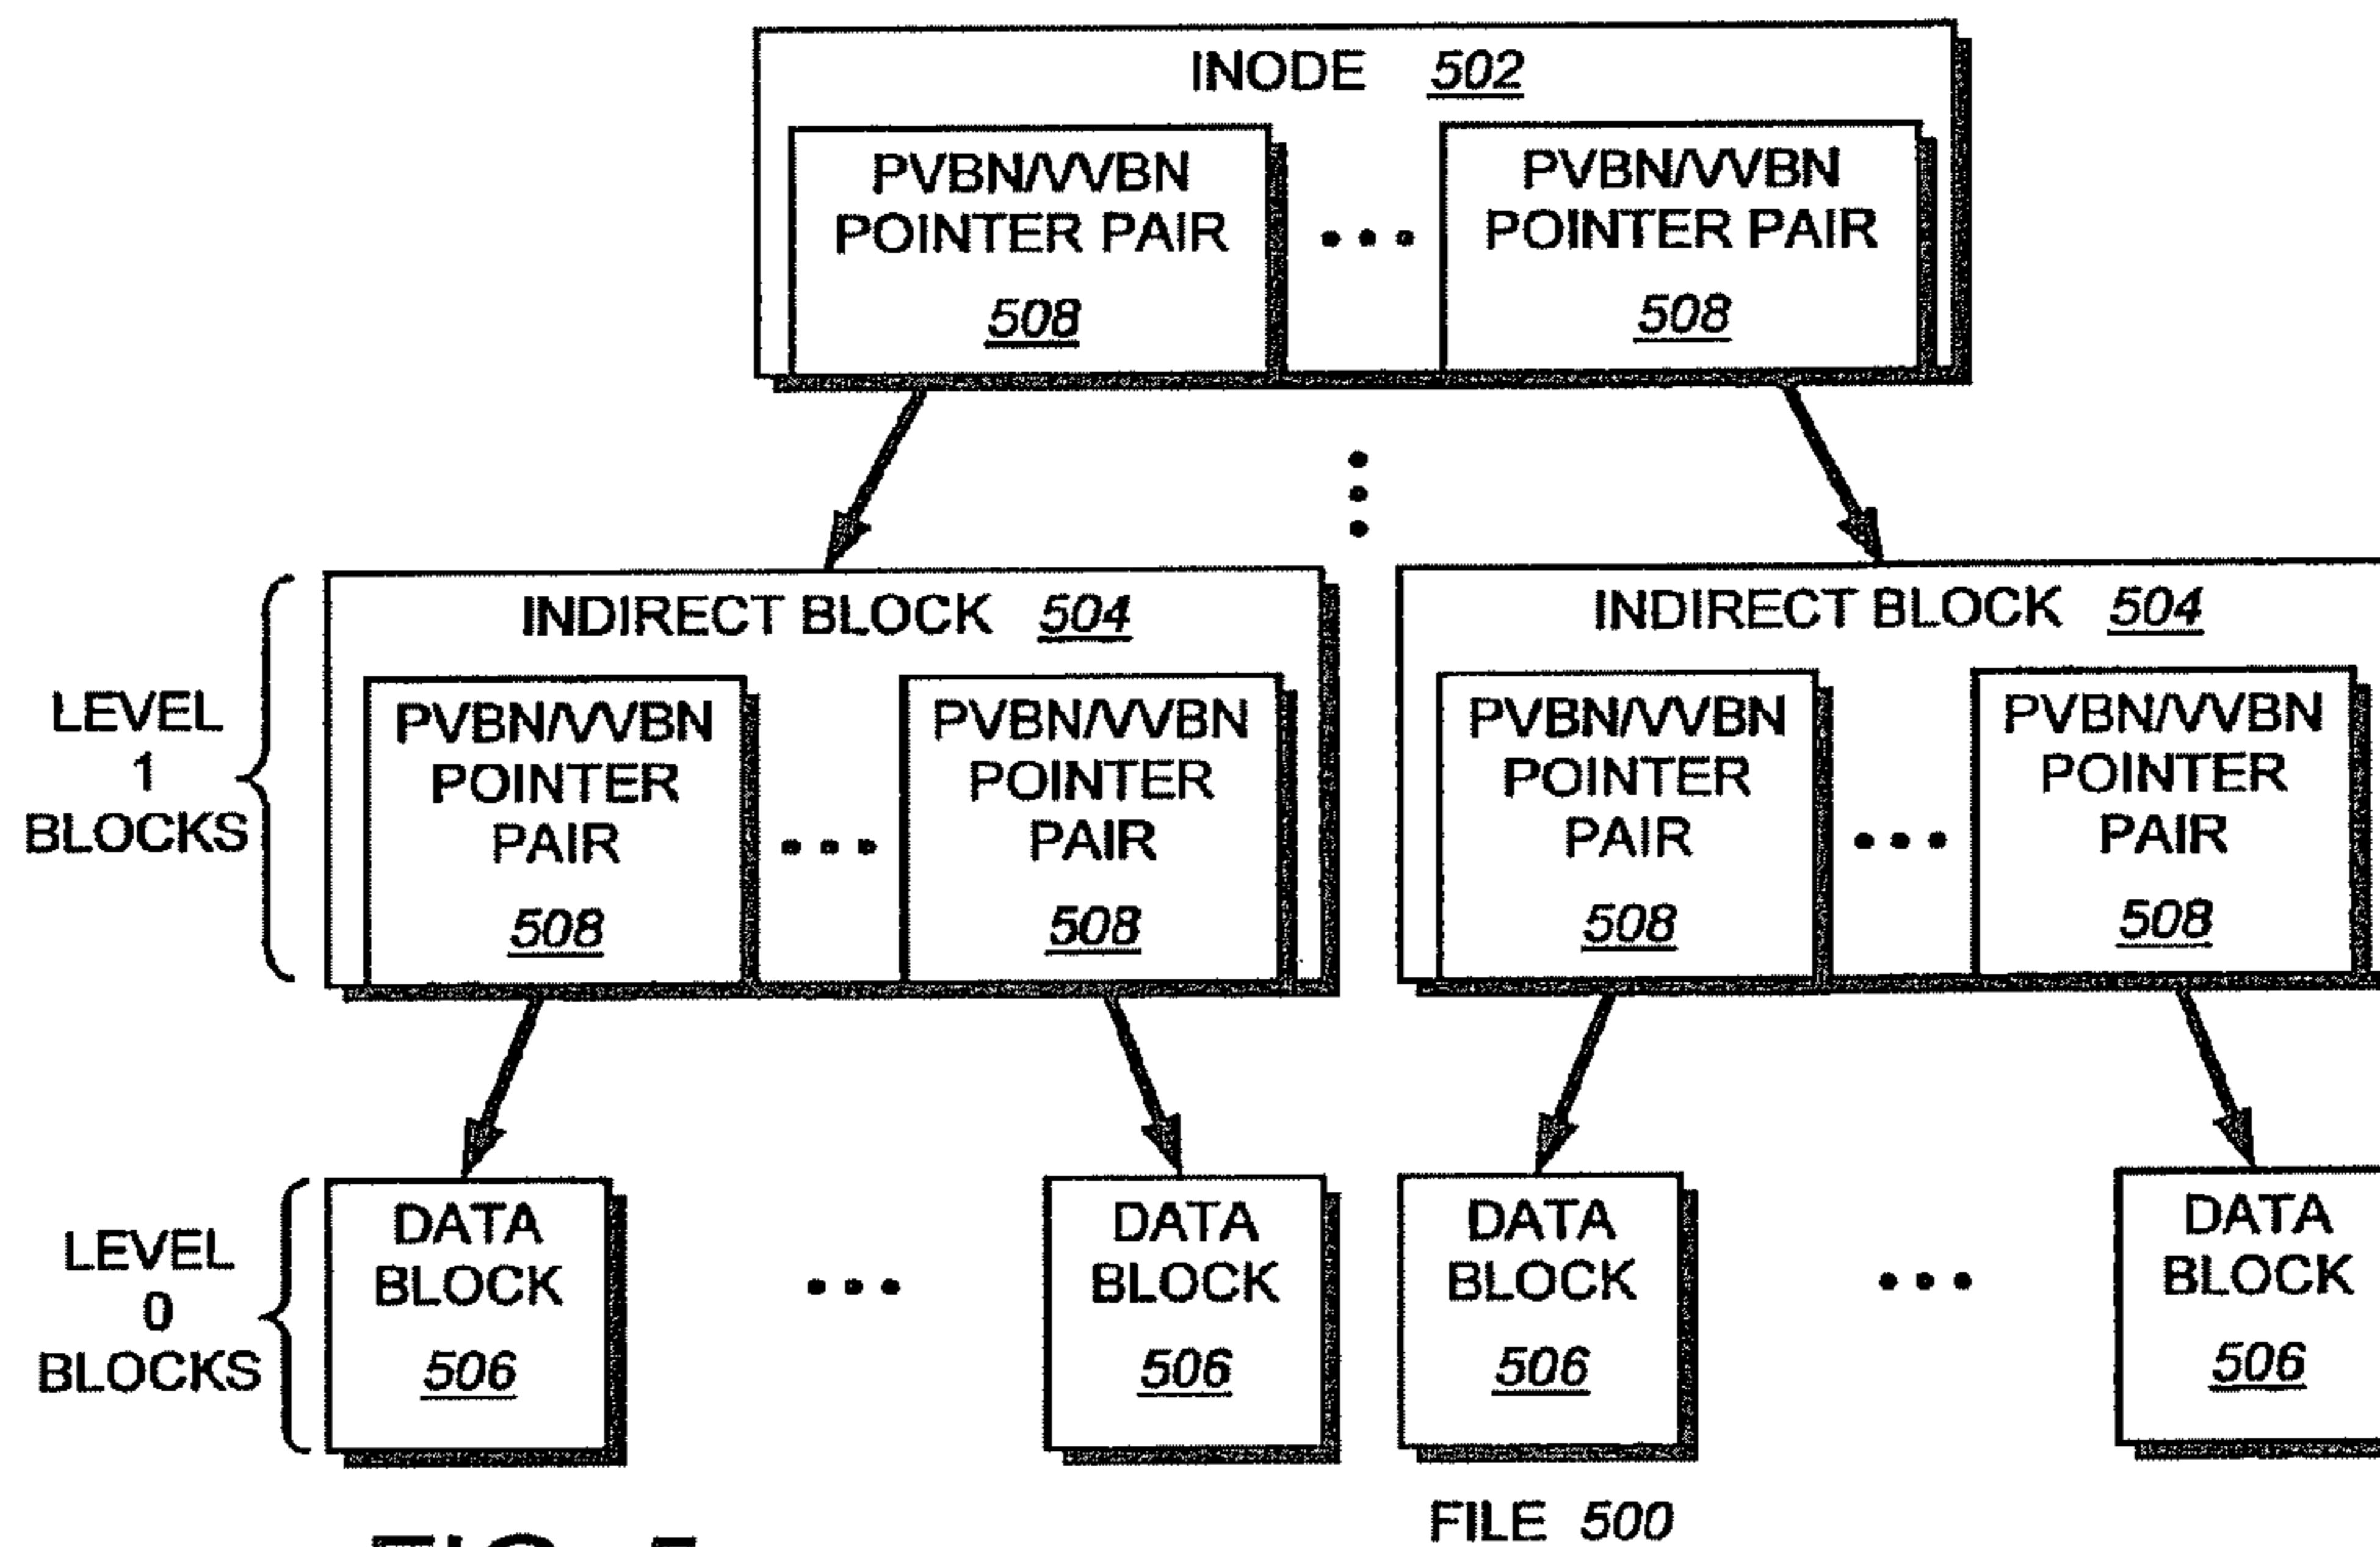 INODE 502
PVBN/VVBN
POINTER PAIR
508
PVBN/VVBN
POINTER PAIR
508
LEVEL
1
BLOCKS
INDIRECT BLOCK 504
PVBN/VVBN
POINTER
PAIR
508
PVBN/VVBN
POINTER
PAIR
508
INDIRECT BLOCK 504
PVBN/VVBN
POINTER
PAIR
508
PVBN/VVBN
POINTER
PAIR
508
LEVEL
0
BLOCKS
DATA
BLOCK
506
DATA
BLOCK
506
DATA
BLOCK
506
DATA
BLOCK
506
FILE 500